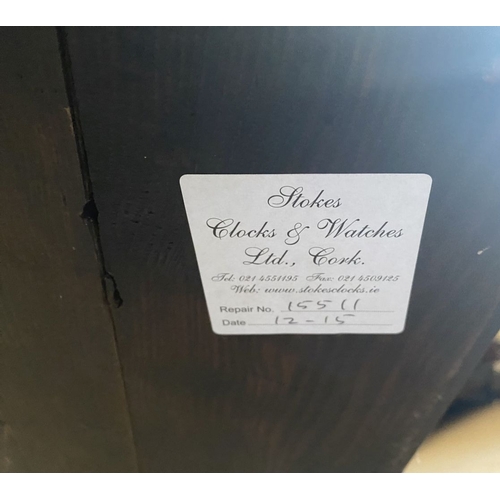 Stokes
Clocks & Watches
Ltd., Cork.
Tel: 021 4551195 Fax: 021 4509125
Web: www.stokesclocks.ie
Repair No. 15511
Date 12-15